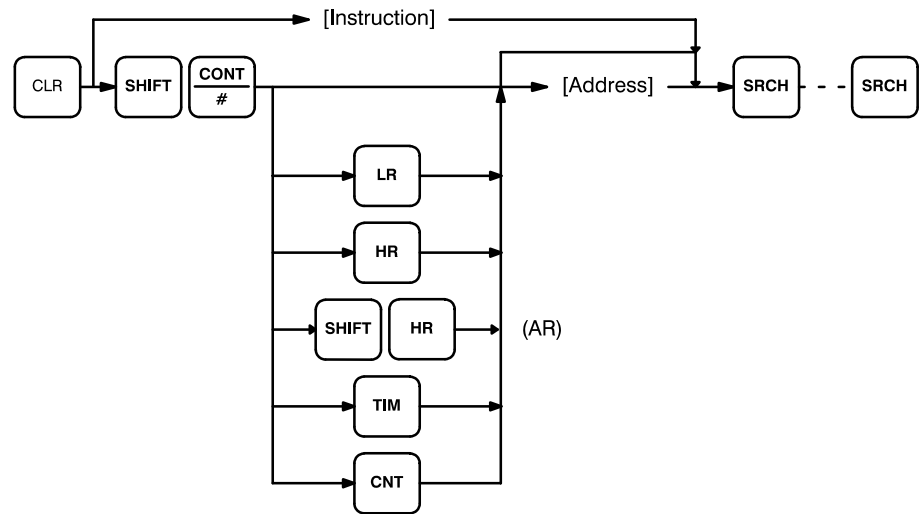 [Instruction]
CLR SHIFT CONT # [Address] SRCH - - - SRCH
LR
HR
SHIFT HR (AR)
TIM
CNT